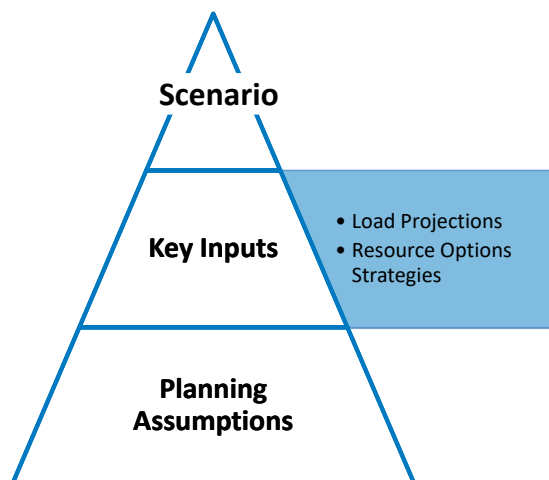 Scenario
Key Inputs
• Load Projections
• Resource Options
Strategies
Planning
Assumptions